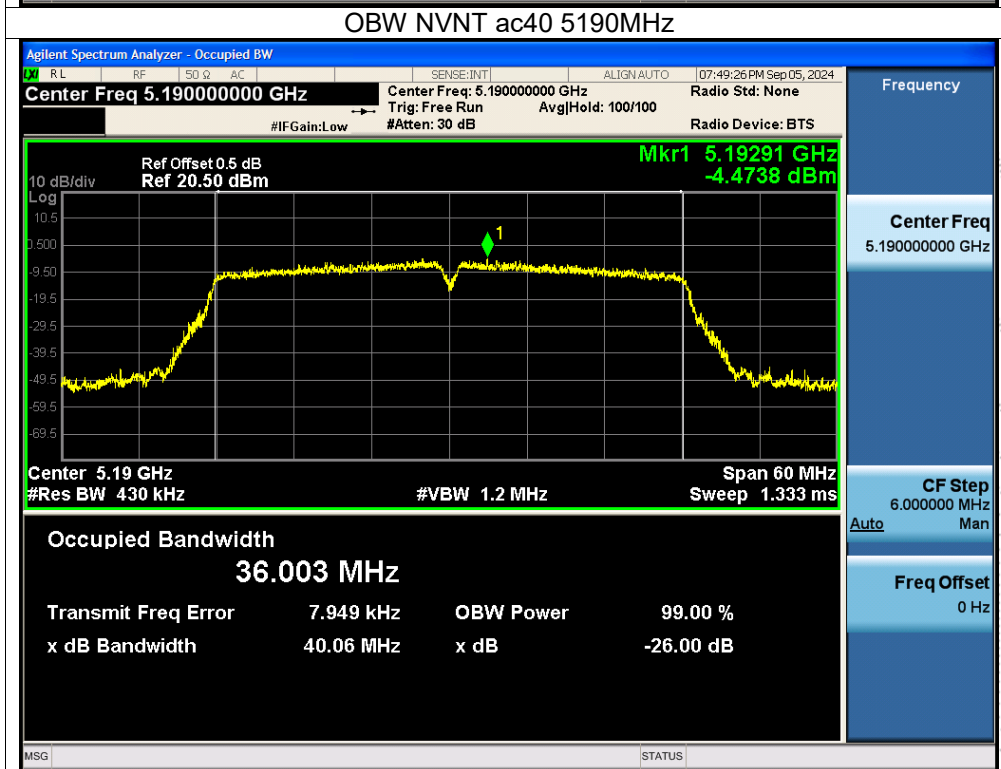 OBW NVNT ac40 5190MHz
Agilent Spectrum Analyzer - Occupied BW
LXI RL RF 50 Ω AC SENSE:INT ALIGN AUTO 07:49:26 PM Sep 05, 2024
Center Freq 5.190000000 GHz
Center Freq: 5.190000000 GHz Radio Std: None
Trig: Free Run Avg|Hold: 100/100
#IFGain:Low #Atten: 30 dB Radio Device: BTS
Frequency
Ref Offset 0.5 dB Mkr1 5.19291 GHz
10 dB/div Ref 20.50 dBm -4.4738 dBm
Log
10.5
0.500
-9.50
-19.5
-29.5
-39.5
-49.5
-59.5
-69.5
1
Center 5.19 GHz Span 60 MHz
#Res BW 430 kHz #VBW 1.2 MHz Sweep 1.333 ms
Center Freq
5.190000000 GHz
CF Step
6.000000 MHz
Auto Man
Freq Offset
0 Hz
Occupied Bandwidth
36.003 MHz
Transmit Freq Error 7.949 kHz OBW Power 99.00 %
x dB Bandwidth 40.06 MHz x dB -26.00 dB
MSG STATUS